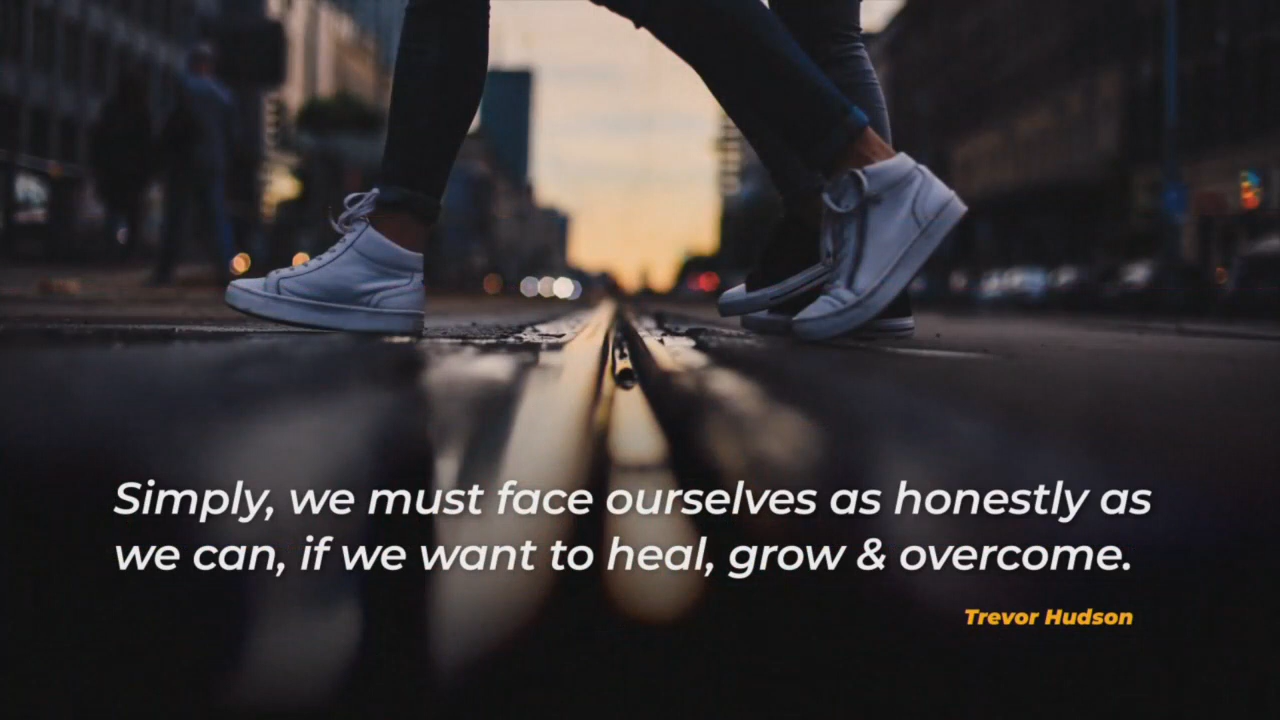 Simply, we must face ourselves as honestly as
we can, if we want to heal, grow & overcome.
Trevor Hudson